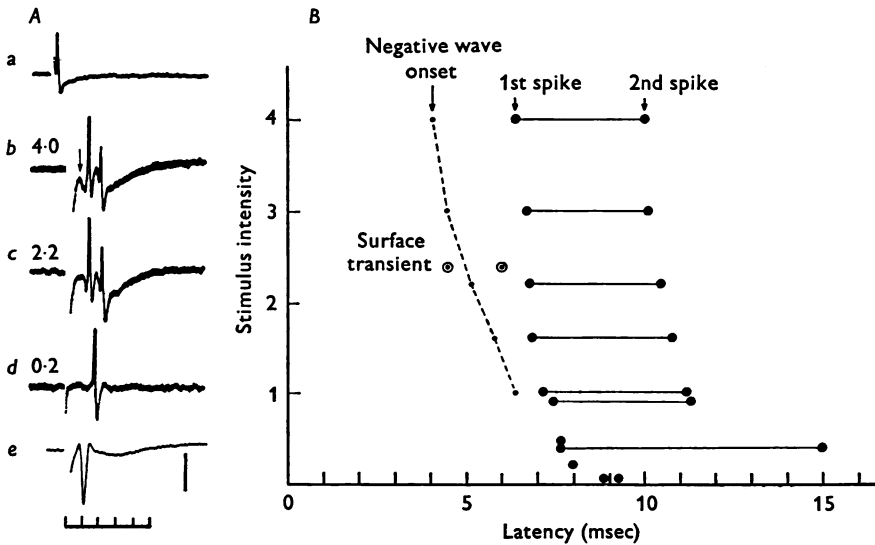 A
a
b 4·0
c 2·2
d 0·2
e
B
Negative wave
onset
1st spike
2nd spike
Surface
transient
Stimulus intensity
4
3
2
1
0
5
10
15
Latency (msec)